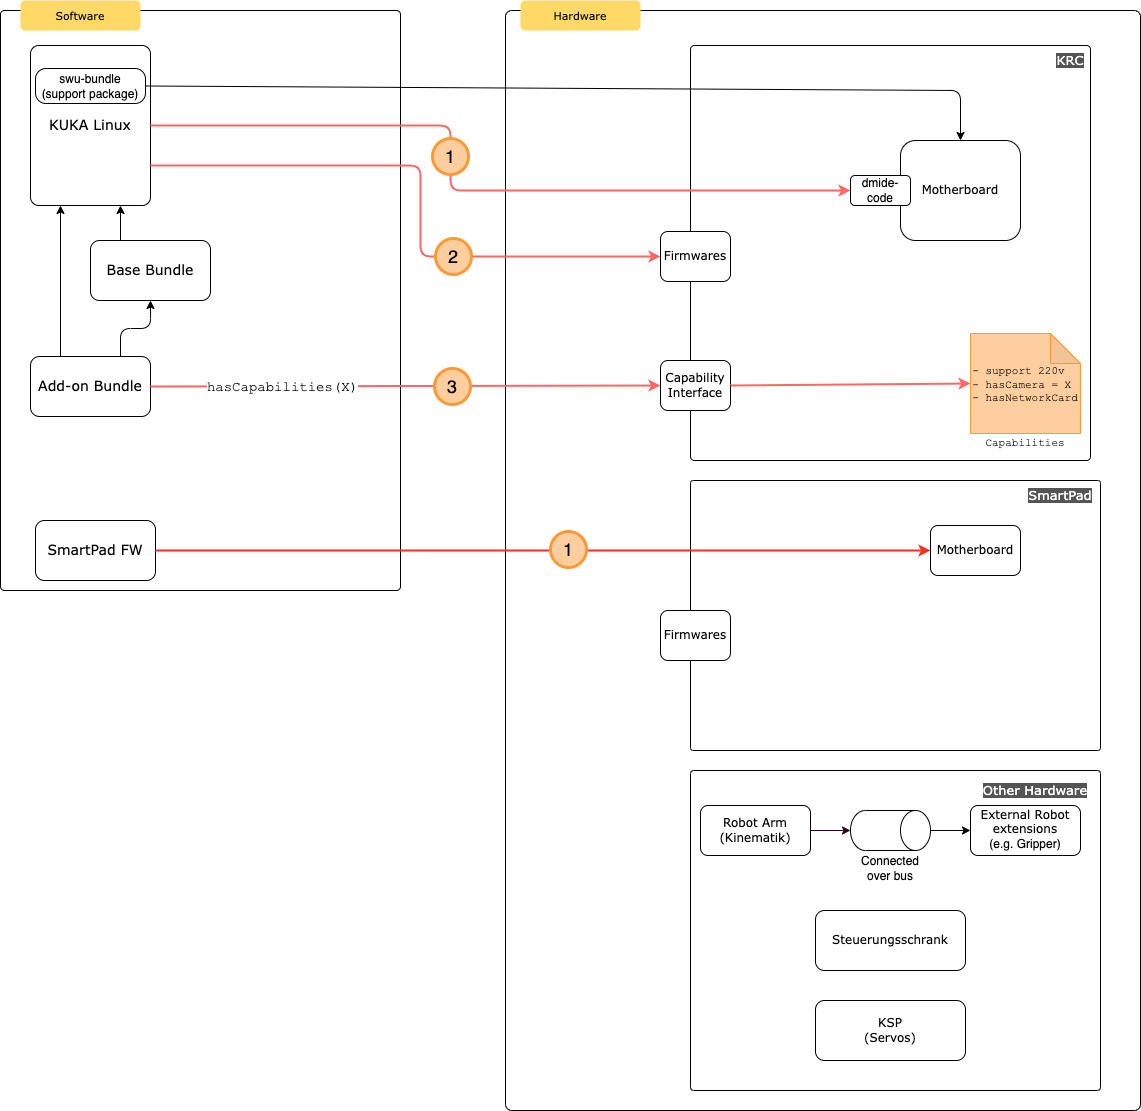 Software
Hardware
KRC
swu-bundle
(support package)
KUKA Linux
1
dmide-
code
Motherboard
Base Bundle
2
Firmwares
Add-on Bundle
hasCapabilities(X)
3
Capability
Interface
- support 220v
- hasCamera = X
- hasNetworkCard
Capabilities
SmartPad
SmartPad FW
1
Motherboard
Firmwares
Other Hardware
Robot Arm
(Kinematik)
Connected
over bus
External Robot
extensions
(e.g. Gripper)
Steuerungsschrank
KSP
(Servos)